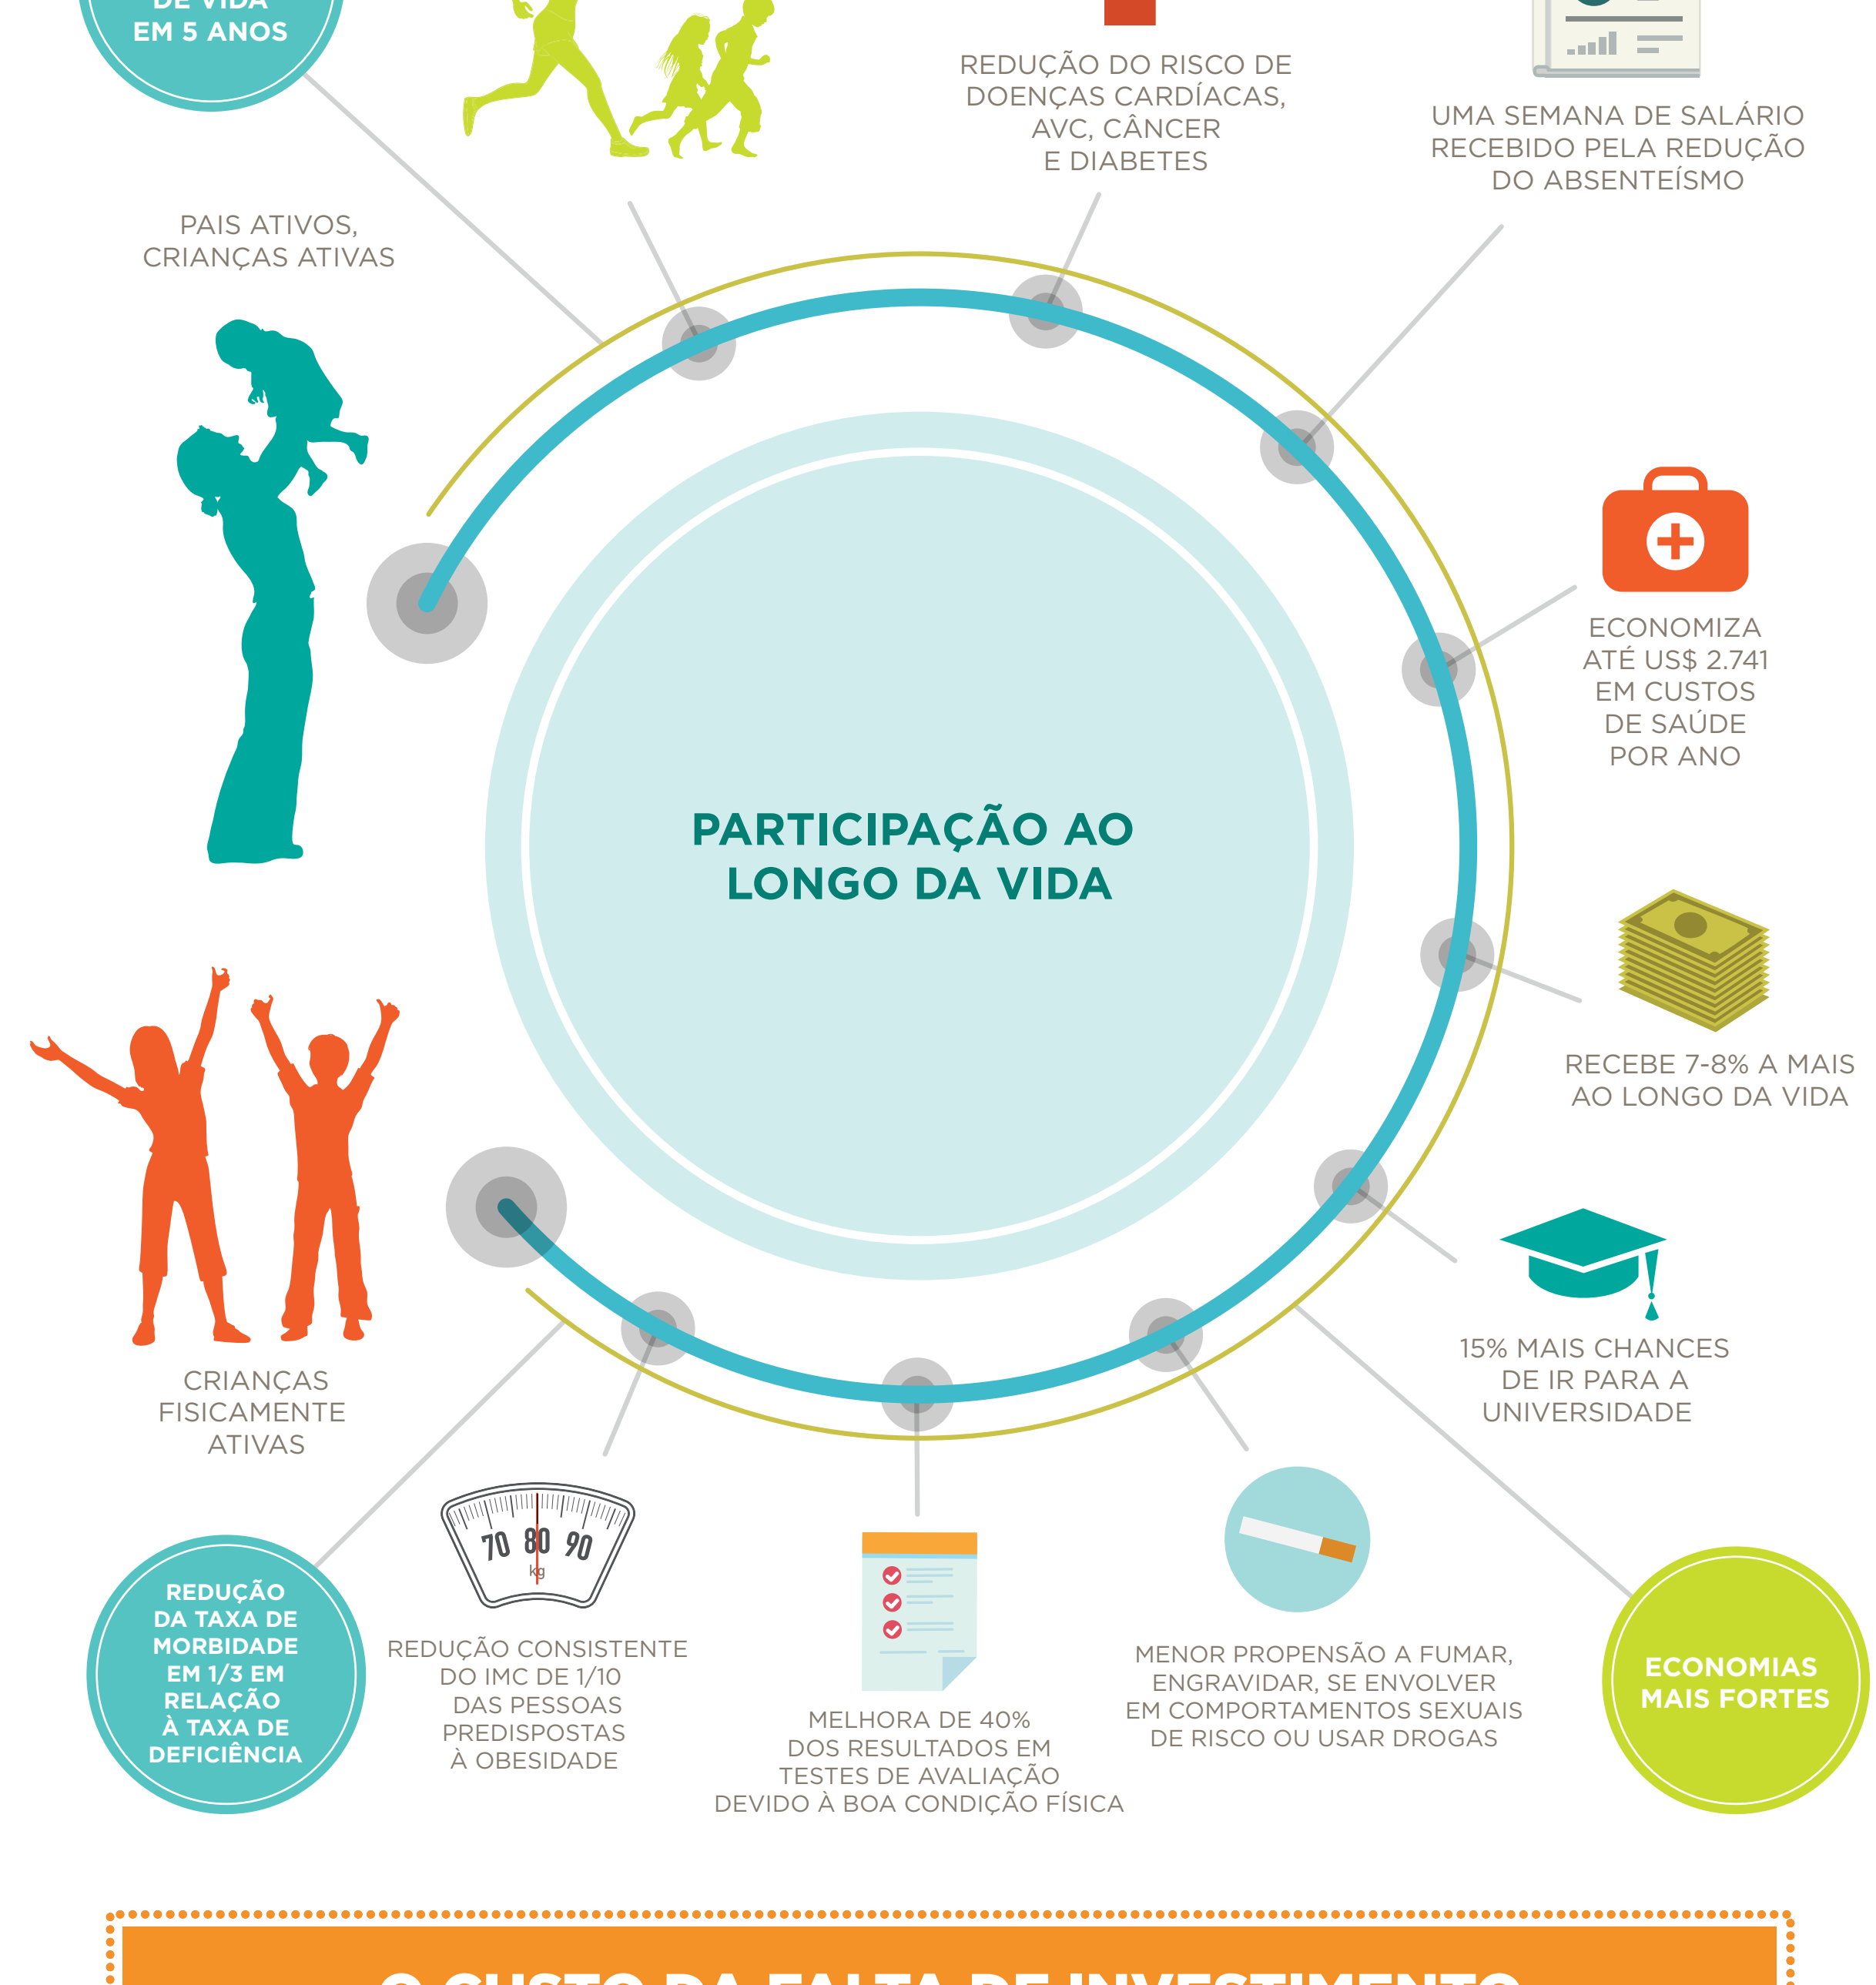 DE VIDA
EM 5 ANOS
REDUÇÃO DO RISCO DE
DOENÇAS CARDÍACAS,
AVC, CÂNCER
E DIABETES
UMA SEMANA DE SALÁRIO
RECEBIDO PELA REDUÇÃO
DO ABSENTEÍSMO
PAIS ATIVOS,
CRIANÇAS ATIVAS
ECONOMIZA
ATÉ US$ 2.741
EM CUSTOS
DE SAÚDE
POR ANO
PARTICIPAÇÃO AO
LONGO DA VIDA
RECEBE 7-8% A MAIS
AO LONGO DA VIDA
15% MAIS CHANCES
DE IR PARA A
UNIVERSIDADE
CRIANÇAS
FISICAMENTE
ATIVAS
70 80 90
kg
REDUÇÃO
DA TAXA DE
MORBIDADE
EM 1/3 EM
RELAÇÃO
À TAXA DE
DEFICIÊNCIA
REDUÇÃO CONSISTENTE
DO IMC DE 1/10
DAS PESSOAS
PREDISPOSTAS
À OBESIDADE
MELHORA DE 40%
DOS RESULTADOS EM
TESTES DE AVALIAÇÃO
DEVIDO À BOA CONDIÇÃO FÍSICA
MENOR PROPENSÃO A FUMAR,
ENGRAVIDAR, SE ENVOLVER
EM COMPORTAMENTOS SEXUAIS
DE RISCO OU USAR DROGAS
ECONOMIAS
MAIS FORTES
O CUSTO DA FALTA DE INVESTIMENTO